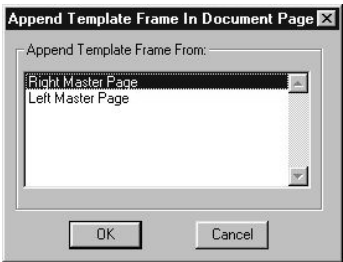 Append Template Frame In Document Page
Append Template Frame From:
Right Master Page
Left Master Page
OK
Cancel